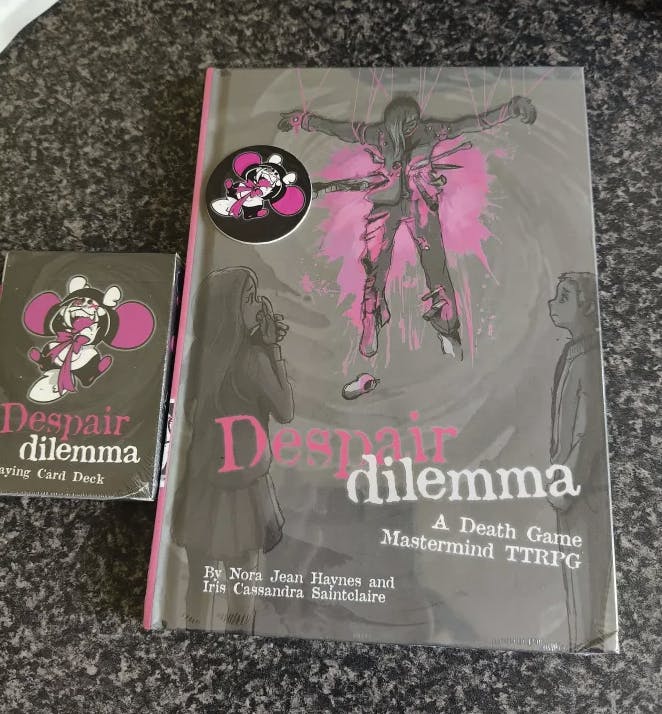 Despair
dilemma
aying Card Deck
Despair
dilemma
A Death Game
Mastermind TTRPG
By Nora Jean Haynes and
Iris Cassandra Saintclaire